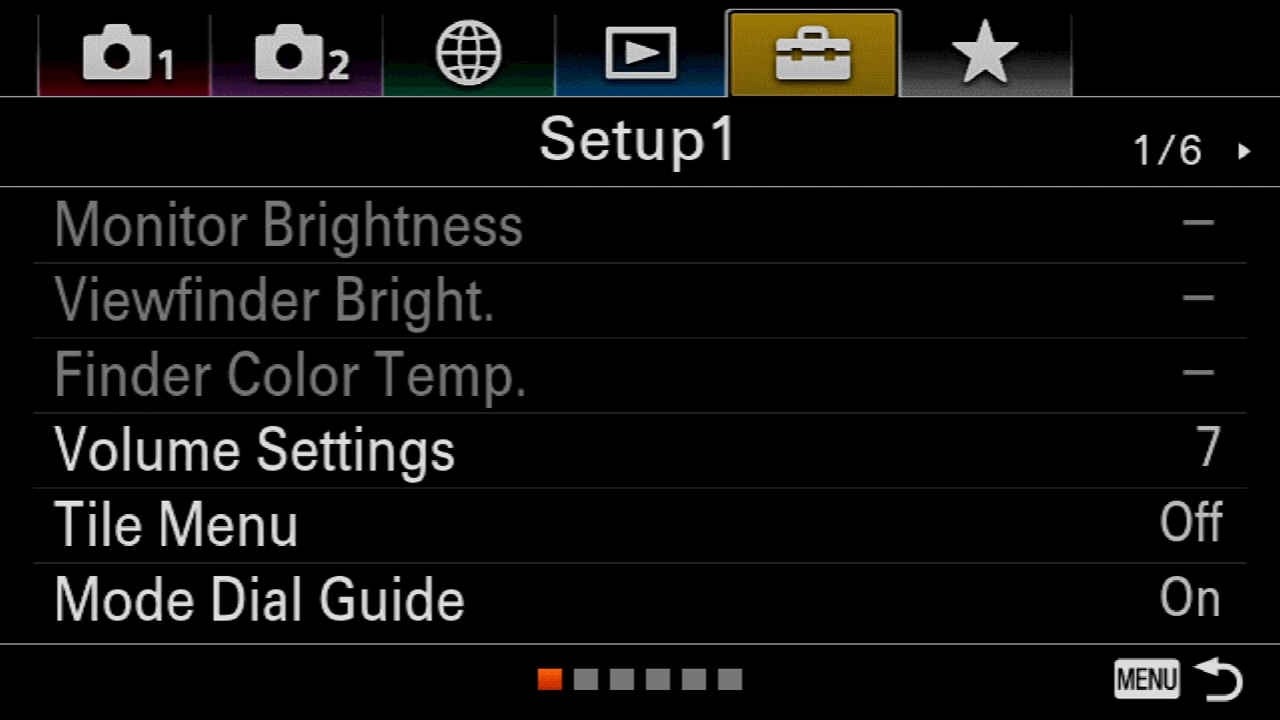 1 2
Setup1 1/6
Monitor Brightness –
Viewfinder Bright. –
Finder Color Temp. –
Volume Settings 7
Tile Menu Off
Mode Dial Guide On
MENU